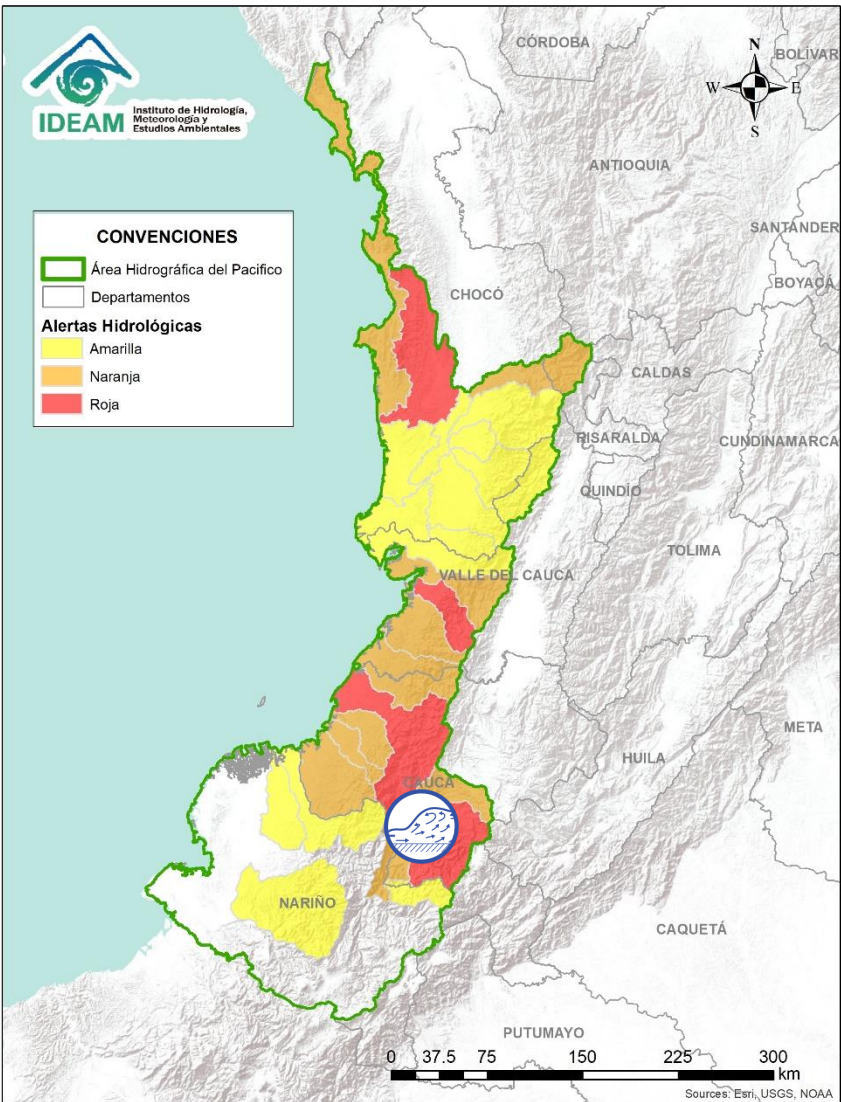 IDEAM
Instituto de Hidrología,
Meteorología y
Estudios Ambientales
CÓRDOBA
BOLÍVAR
N
W
E
S
ANTIOQUIA
SANTANDER
CONVENCIONES
Área Hidrográfica del Pacifico
Departamentos
Alertas Hidrológicas
Amarilla
Naranja
Roja
BOYACÁ
CHOCÓ
CALDAS
RISARALDA
CUNDINAMARCA
QUINDÍO
TOLIMA
VALLE DEL CAUCA
META
HUILA
CAUCA
NARIÑO
CAQUETÁ
PUTUMAYO
0 37.5 75 150 225 300
km
Sources: Esri, USGS, NOAA